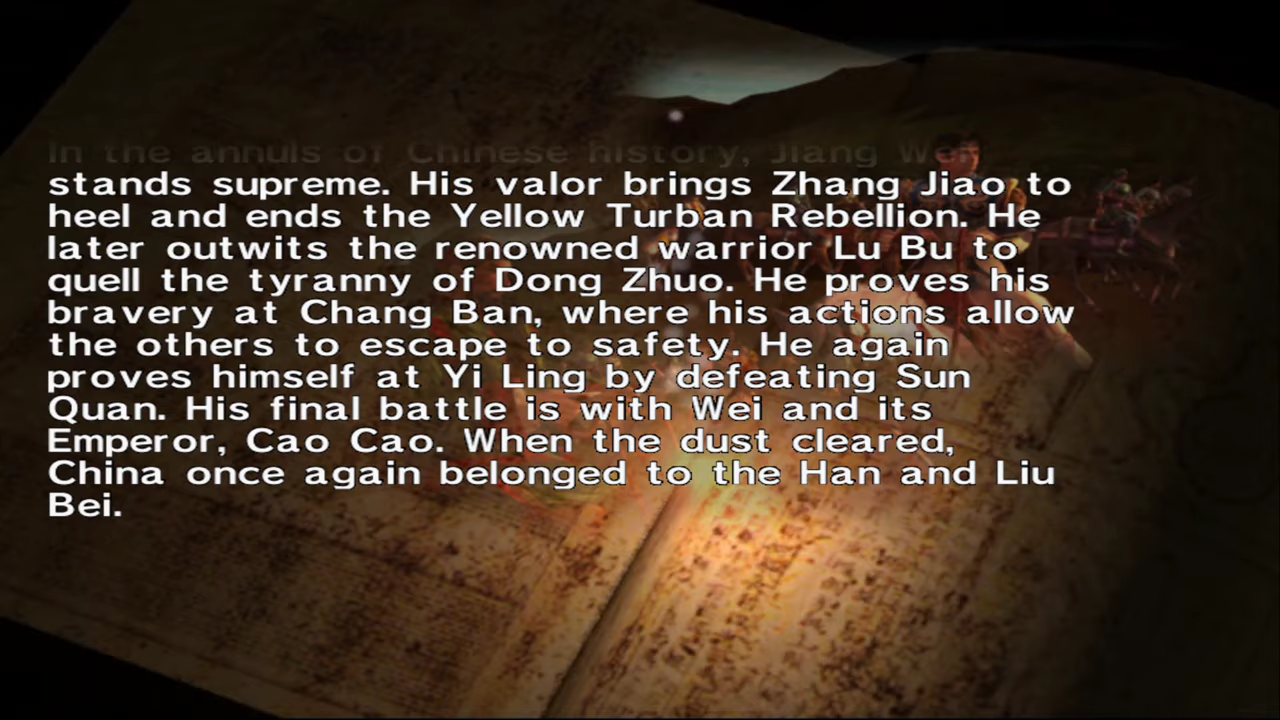 In the annuls of Chinese history, Jiang Wei
stands supreme. His valor brings Zhang Jiao to
heel and ends the Yellow Turban Rebellion. He
later outwits the renowned warrior Lu Bu to
quell the tyranny of Dong Zhuo. He proves his
bravery at Chang Ban, where his actions allow
the others to escape to safety. He again
proves himself at Yi Ling by defeating Sun
Quan. His final battle is with Wei and its
Emperor, Cao Cao. When the dust cleared,
China once again belonged to the Han and Liu
Bei.